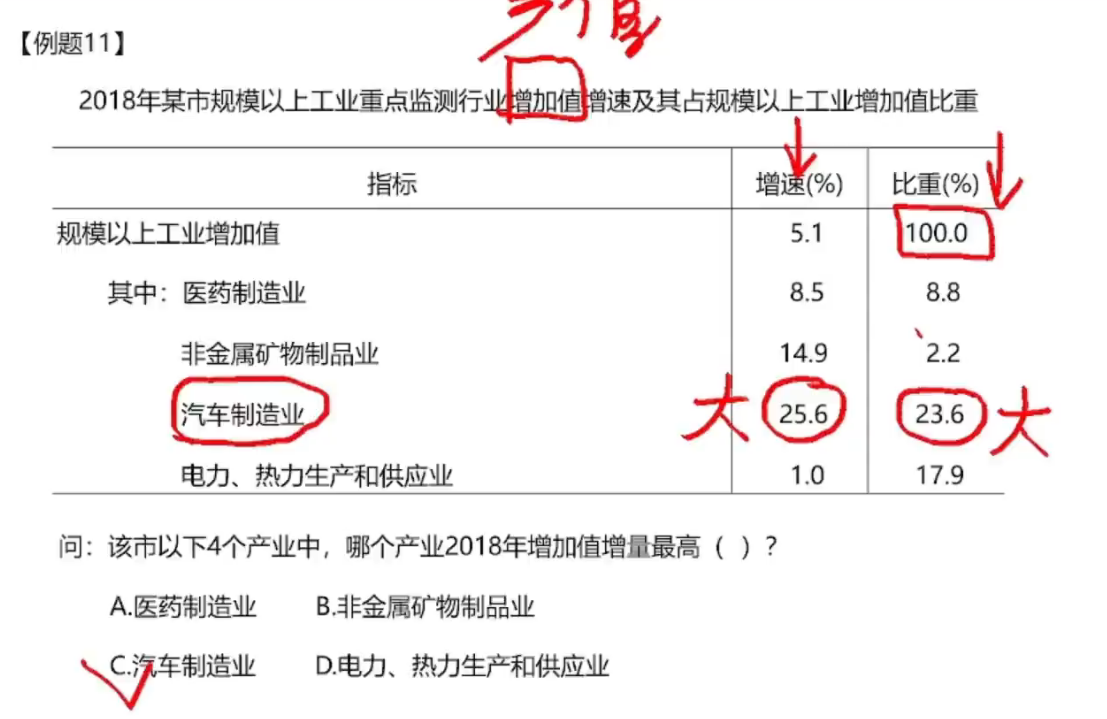 【例题11】
2018年某市规模以上工业重点监测行业增加值增速及其占规模以上工业增加值比重
指标 增速(%) 比重(%)
规模以上工业增加值 5.1 100.0
其中：医药制造业 8.5 8.8
非金属矿物制品业 14.9 2.2
汽车制造业 大 25.6 23.6 大
电力、热力生产和供应业 1.0 17.9
问：该市以下4个产业中，哪个产业2018年增加值增量最高（ ）？
A.医药制造业 B.非金属矿物制品业
C.汽车制造业 D.电力、热力生产和供应业